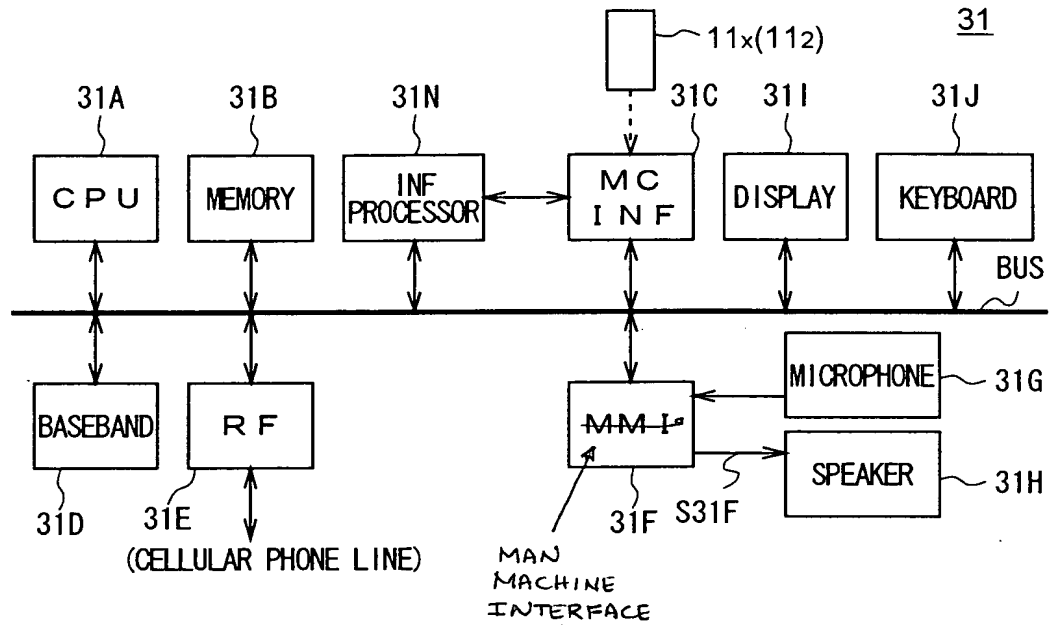 31
11x(112)
31A
31B
31N
31C
31I
31J
CPU
MEMORY
INF
PROCESSOR
MC
INF
DISPLAY
KEYBOARD
BUS
BASEBAND
RF
MMI
MICROPHONE
31G
SPEAKER
31H
31D
31E
31F
S31F
(CELLULAR PHONE LINE)
MAN
MACHINE
INTERFACE